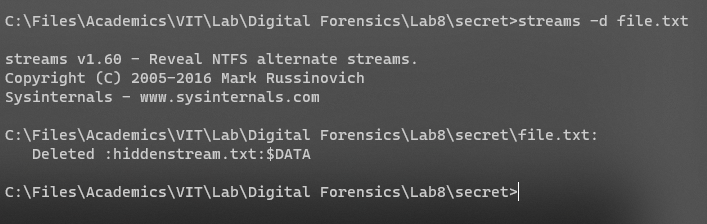 C:\Files\Academics\VIT\Lab\Digital Forensics\Lab8\secret>streams -d file.txt
streams v1.60 - Reveal NTFS alternate streams.
Copyright (C) 2005-2016 Mark Russinovich
Sysinternals - www.sysinternals.com
C:\Files\Academics\VIT\Lab\Digital Forensics\Lab8\secret\file.txt:
   Deleted :hiddenstream.txt:$DATA
C:\Files\Academics\VIT\Lab\Digital Forensics\Lab8\secret>